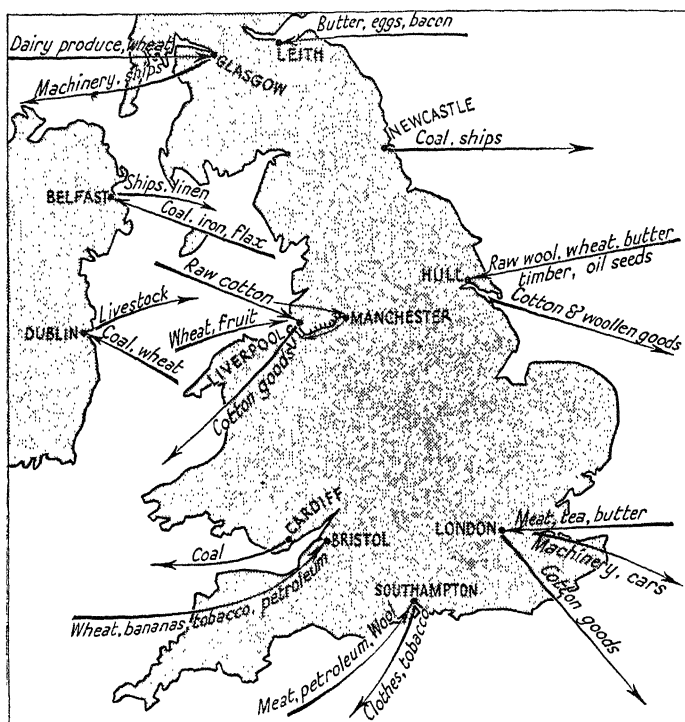 Butter, eggs, bacon
Dairy produce, wheat
LEITH
GLASGOW
Machinery, ships
NEWCASTLE
Coal, ships
BELFAST
Ships, linen
Coal, iron, flax
Raw wool, wheat, butter
timber, oil seeds
HULL
Cotton & woollen goods
Raw cotton
Livestock
DUBLIN
Coal, wheat
Wheat, fruit
MANCHESTER
LIVERPOOL
Cotton goods
CARDIFF
Coal
BRISTOL
Wheat, bananas, tobacco, petroleum
LONDON
Meat, tea, butter
Machinery, cars
Cotton goods
SOUTHAMPTON
Meat, petroleum, Wool
Clothes, tobacco